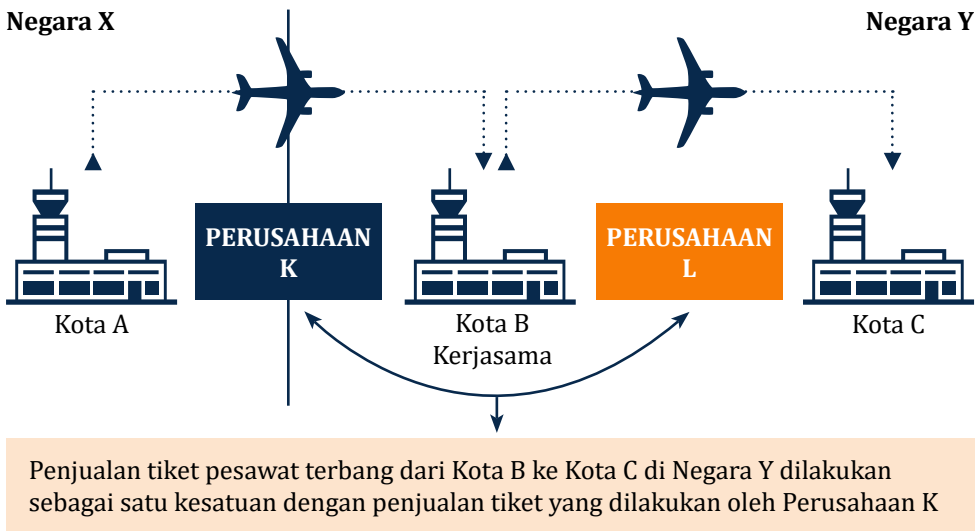 Negara X
Negara Y
PERUSAHAAN
K
PERUSAHAAN
L
Kota A
Kota B
Kerjasama
Kota C
Penjualan tiket pesawat terbang dari Kota B ke Kota C di Negara Y dilakukan
sebagai satu kesatuan dengan penjualan tiket yang dilakukan oleh Perusahaan K